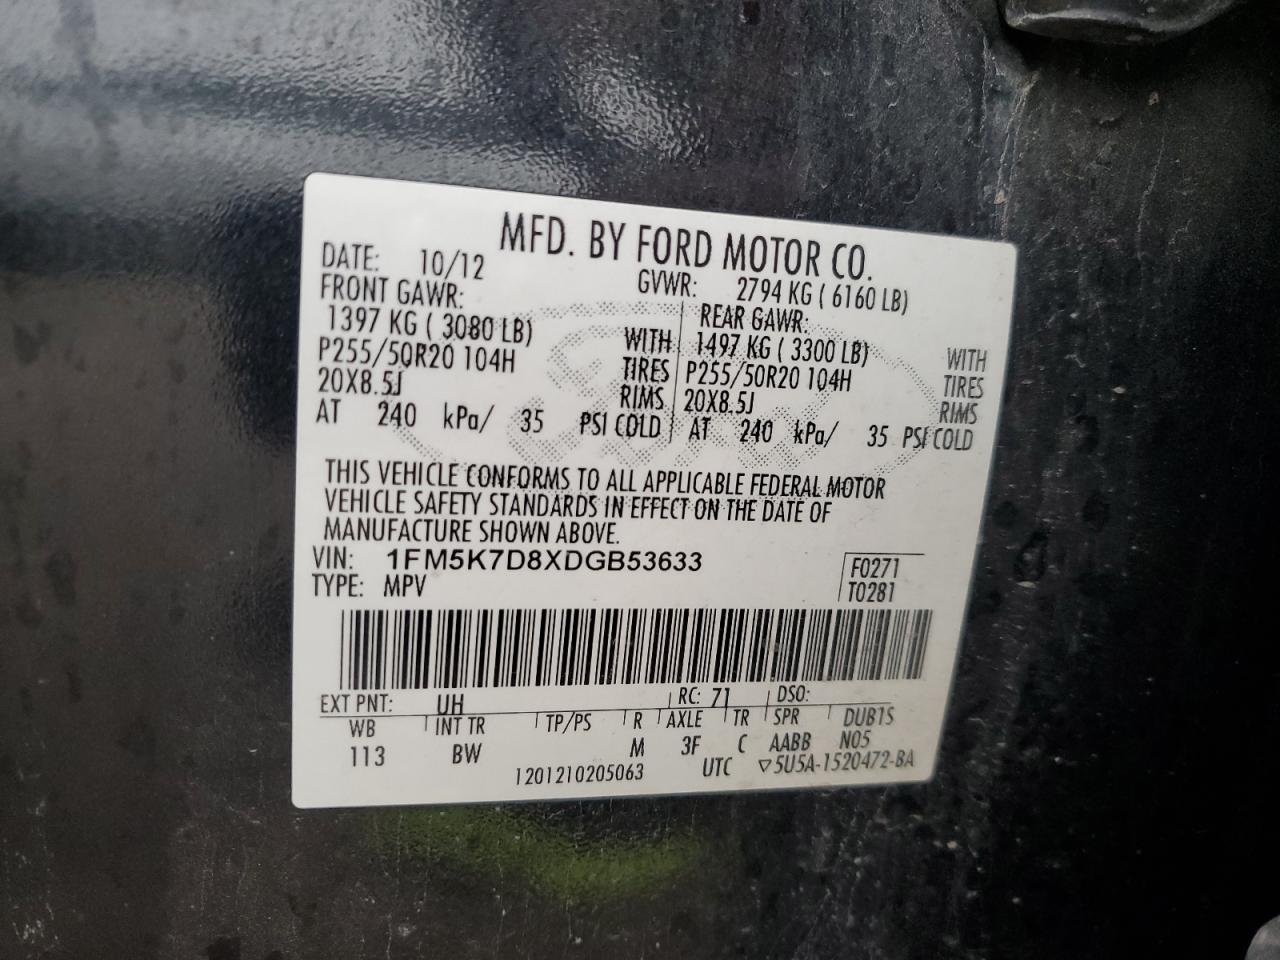 MFD. BY FORD MOTOR CO.
DATE: 10/12 GVWR: 2794 KG ( 6160 LB)
FRONT GAWR: REAR GAWR:
1397 KG ( 3080 LB) WITH 1497 KG ( 3300 LB) WITH
P255/50R20 104H TIRES P255/50R20 104H TIRES
20X8.5J RIMS 20X8.5J RIMS
AT 240 kPa/ 35 PSI COLD AT 240 kPa/ 35 PSI COLD
THIS VEHICLE CONFORMS TO ALL APPLICABLE FEDERAL MOTOR
VEHICLE SAFETY STANDARDS IN EFFECT ON THE DATE OF
MANUFACTURE SHOWN ABOVE.
VIN: 1FM5K7D8XDGB53633 F0271
TYPE: MPV T0281
EXT PNT: UH RC: 71 DSO:
WB INT TR TP/PS R AXLE TR SPR DUB1S
113 BW M 3F C AABB N05
1201210205063 UTC ▽5U5A-1520472-BA